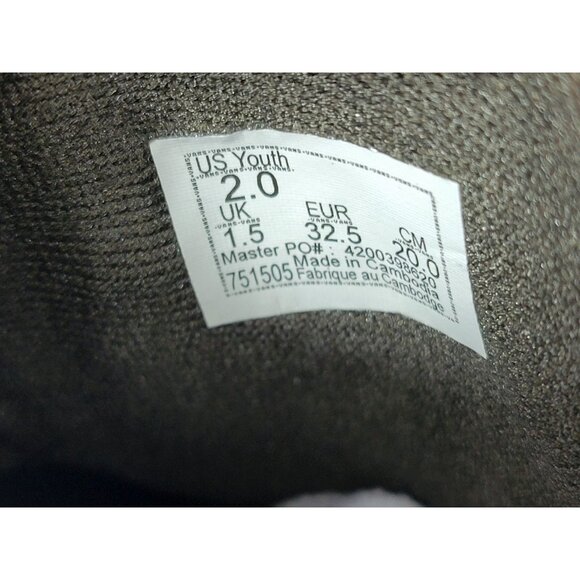 US Youth
2.0
UK EUR CM
1.5 32.5 20.0
Master PO# : 4200398620
751505 Made in Cambodia
Fabrique au Cambodge